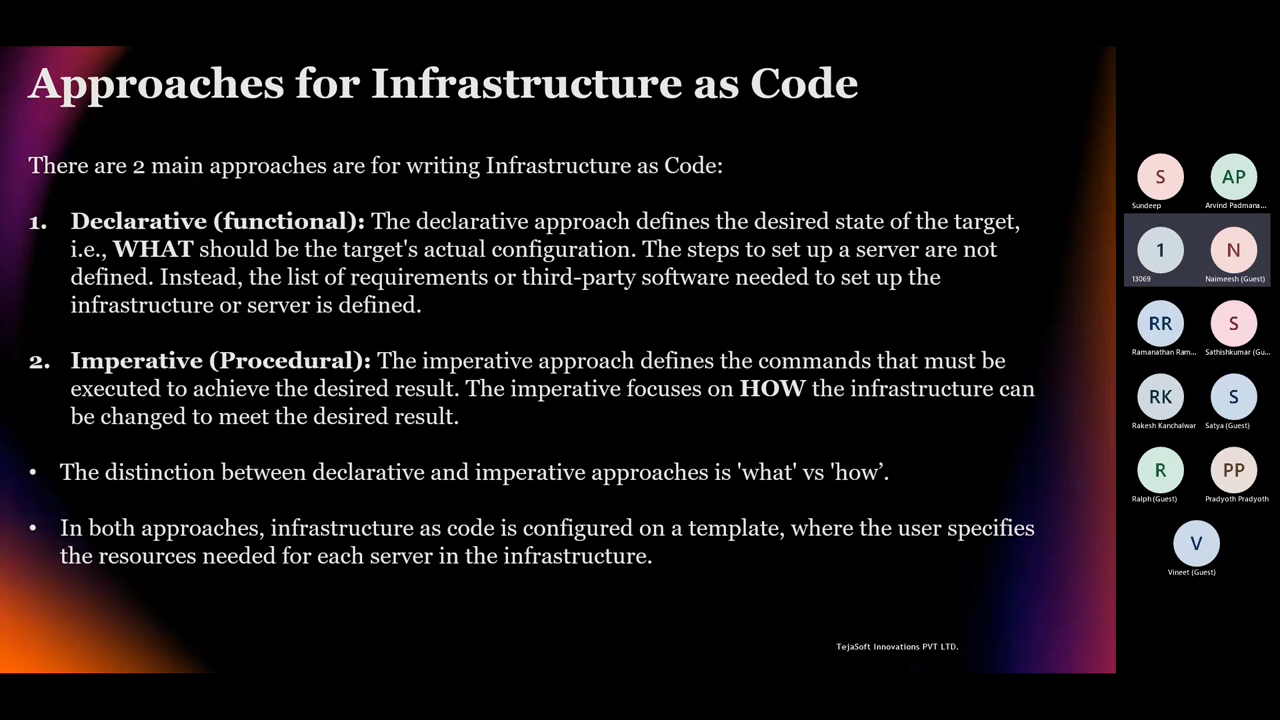 Approaches for Infrastructure as Code
There are 2 main approaches are for writing Infrastructure as Code:
1. Declarative (functional): The declarative approach defines the desired state of the target,
i.e., WHAT should be the target's actual configuration. The steps to set up a server are not
defined. Instead, the list of requirements or third-party software needed to set up the
infrastructure or server is defined.
2. Imperative (Procedural): The imperative approach defines the commands that must be
executed to achieve the desired result. The imperative focuses on HOW the infrastructure can
be changed to meet the desired result.
• The distinction between declarative and imperative approaches is 'what' vs 'how’.
• In both approaches, infrastructure as code is configured on a template, where the user specifies
the resources needed for each server in the infrastructure.
TejaSoft Innovations PVT LTD.
S AP
Sundeep Arvind Padmana...
1 N
13069 Naimeesh (Guest)
RR S
Ramanathan Ram... Sathishkumar (Gu...
RK S
Rakesh Kanchalwar Satya (Guest)
R PP
Ralph (Guest) Pradyoth Pradyoth
V
Vineet (Guest)